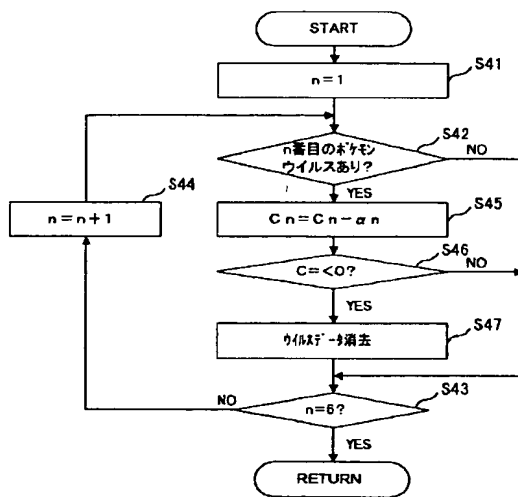 START
S41
n=1
S42
n番目のポケモン
ウイルスあり?
NO
YES
S44
n=n+1
S45
Cn=Cn-αn
S46
C=<0?
NO
YES
S47
ウイルスデータ消去
S43
NO
n=6?
YES
RETURN